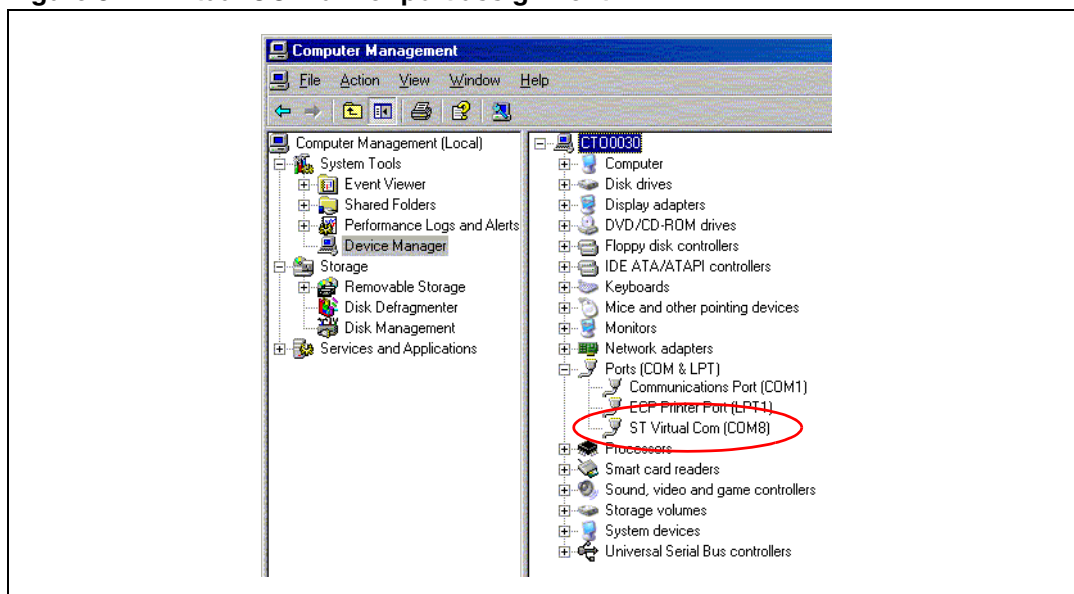 Computer Management
File Action View Window Help
Computer Management (Local)
System Tools
Event Viewer
Shared Folders
Performance Logs and Alerts
Device Manager
Storage
Removable Storage
Disk Defragmenter
Disk Management
Services and Applications
CTO0030
Computer
Disk drives
Display adapters
DVD/CD-ROM drives
Floppy disk controllers
IDE ATA/ATAPI controllers
Keyboards
Mice and other pointing devices
Monitors
Network adapters
Ports (COM & LPT)
Communications Port (COM1)
ECP Printer Port (LPT1)
ST Virtual Com (COM8)
Processors
Smart card readers
Sound, video and game controllers
Storage volumes
System devices
Universal Serial Bus controllers